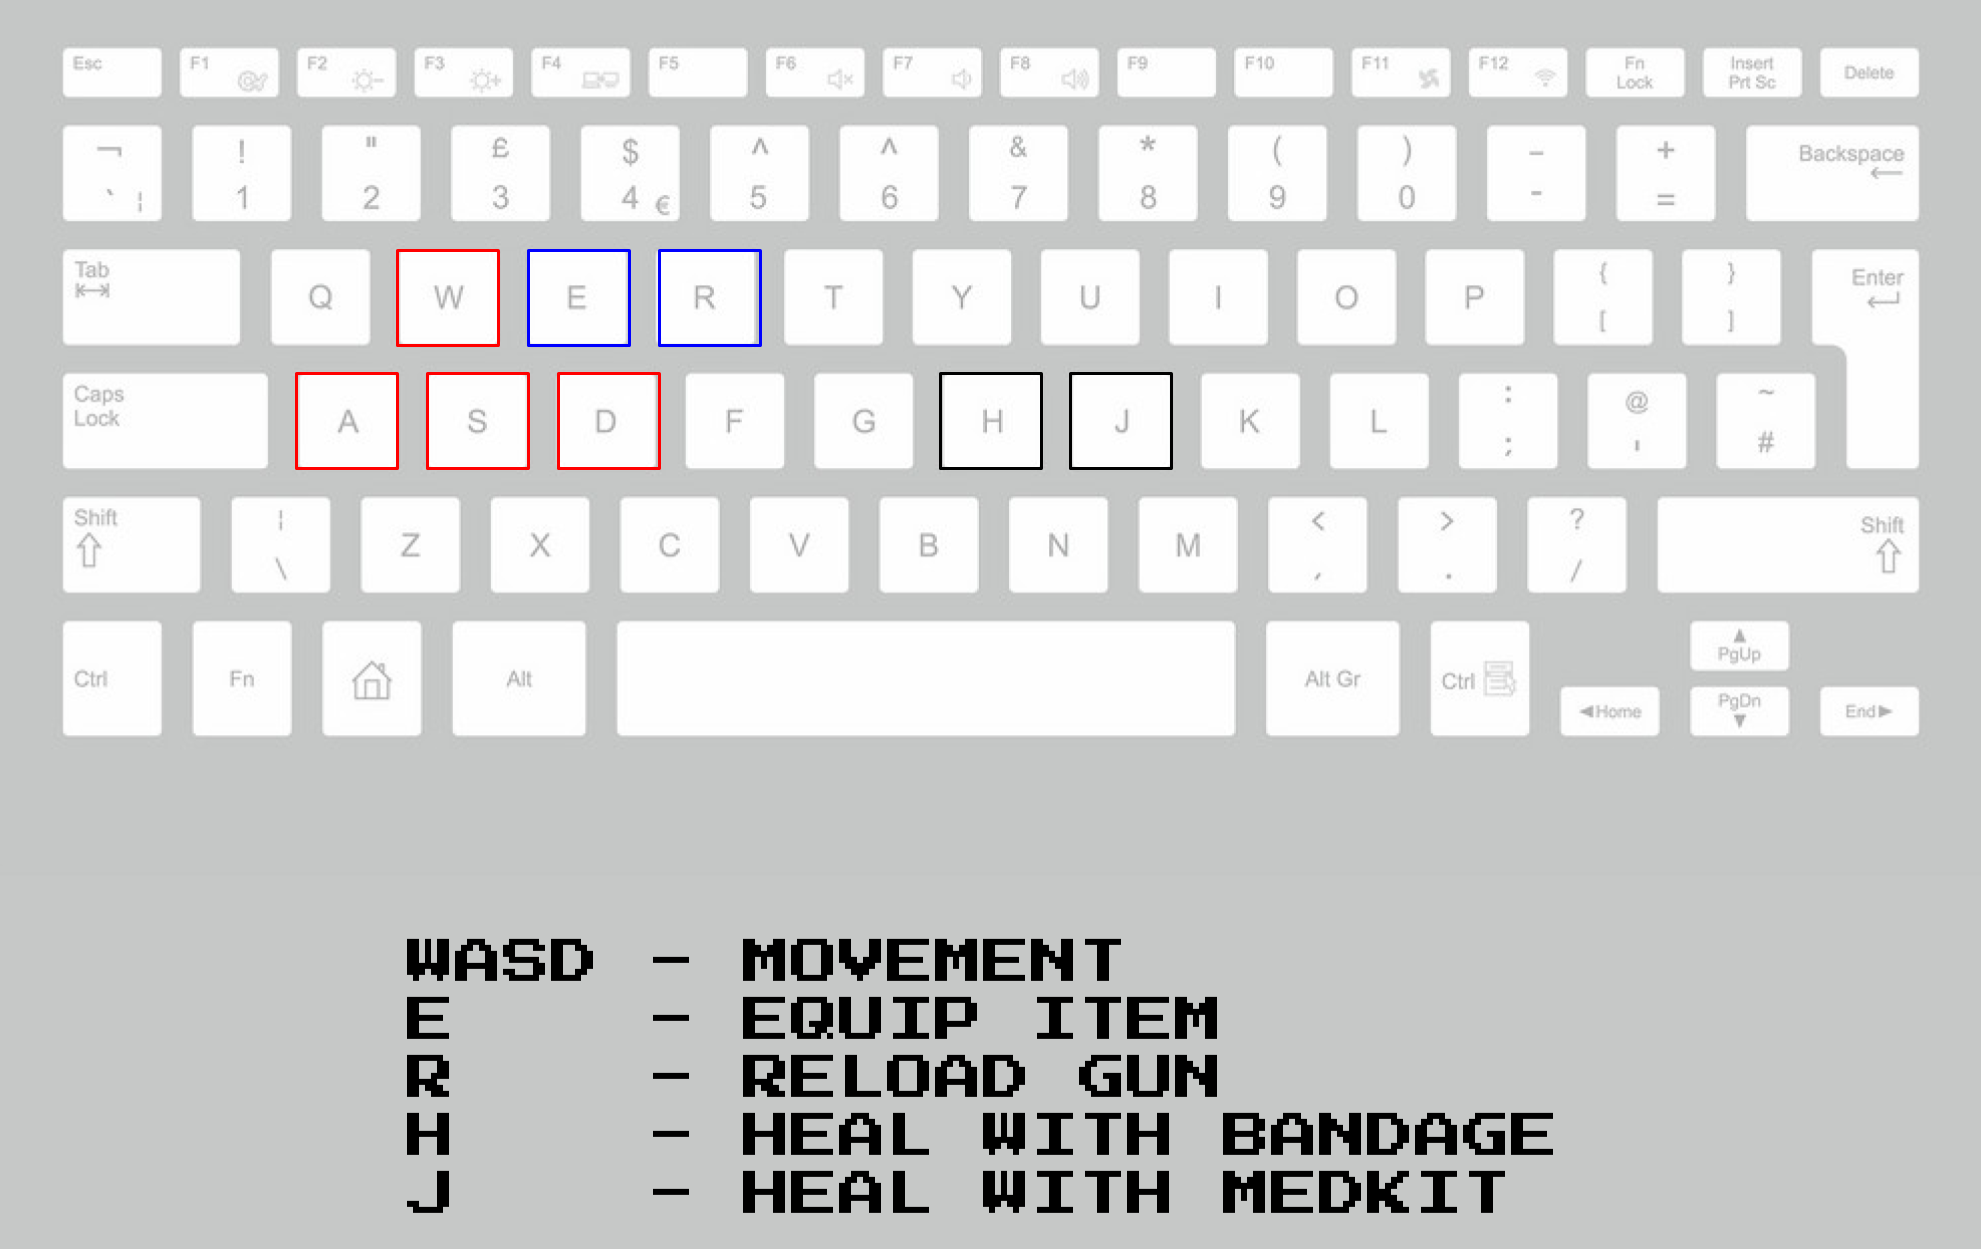 Esc F1 F2 F3 F4 F5 F6 F7 F8 F9 F10 F11 F12 Fn Lock Insert Prt Sc Delete
¬ ! " £ $ ^ ^ & * ( ) _ + Backspace
` ¦ 1 2 3 4 € 5 6 7 8 9 0 - =
Tab Q W E R T Y U I O P { [ } ] Enter
Caps Lock A S D F G H J K L : ; @ ' ~ #
Shift ¦ \ Z X C V B N M < , > . ? / Shift
Ctrl Fn Alt Alt Gr Ctrl PgUp
Home PgDn End
WASD - MOVEMENT
E - EQUIP ITEM
R - RELOAD GUN
H - HEAL WITH BANDAGE
J - HEAL WITH MEDKIT